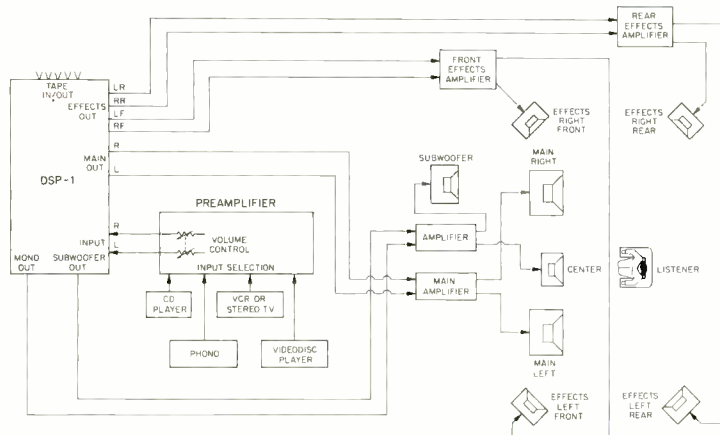 REAR
EFFECTS
AMPLIFIER
FRONT
EFFECTS
AMPLIFIER
TAPE
IN/OUT
EFFECTS
OUT
LR
RR
LF
RF
R
MAIN
OUT
L
DSP-1
R
INPUT
L
MONO
OUT
SUBWOOFER
OUT
PREAMPLIFIER
VOLUME
CONTROL
INPUT SELECTION
CD
PLAYER
VCR OR
STEREO TV
PHONO
VIDEODISC
PLAYER
EFFECTS
RIGHT
FRONT
EFFECTS
RIGHT
REAR
SUBWOOFER
MAIN
RIGHT
AMPLIFIER
CENTER
LISTENER
MAIN
AMPLIFIER
MAIN
LEFT
EFFECTS
LEFT
FRONT
EFFECTS
LEFT
REAR